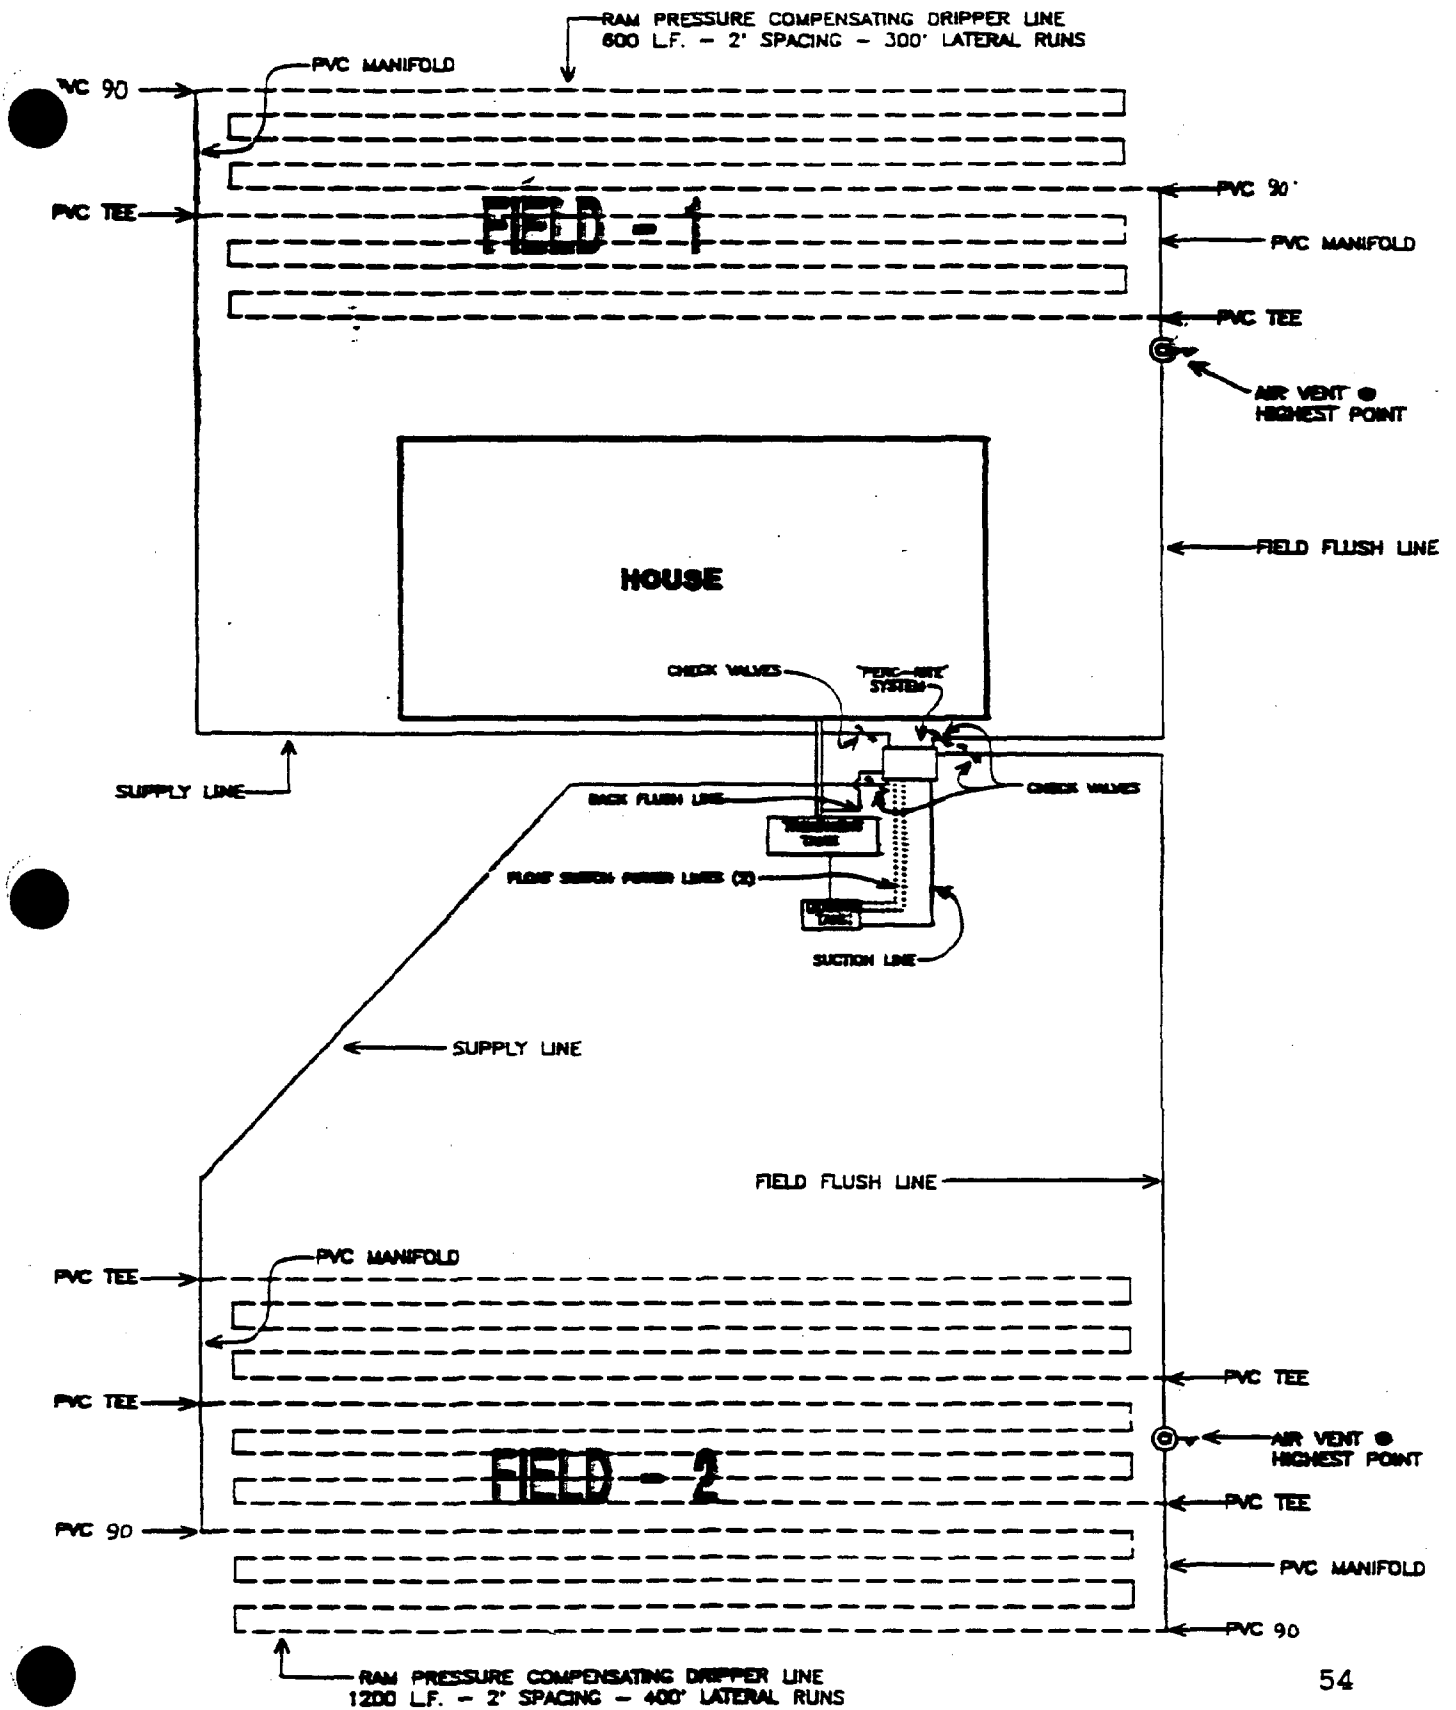 RAM PRESSURE COMPENSATING DRIPPER LINE
600 L.F. - 2' SPACING - 300' LATERAL RUNS
PVC MANIFOLD
VC 90
PVC 90
PVC TEE
FIELD - 1
PVC MANIFOLD
PVC TEE
AIR VENT @
HIGHEST POINT
HOUSE
FIELD FLUSH LINE
CHECK VALVES
PERC-RITE
SYSTEM
SUPPLY LINE
BACK FLUSH LINE
CHECK VALVES
TANK
FLOAT SWITCH POWER LINES (2)
TANK
SUCTION LINE
SUPPLY LINE
FIELD FLUSH LINE
PVC MANIFOLD
PVC TEE
PVC TEE
PVC TEE
FIELD - 2
AIR VENT @
HIGHEST POINT
PVC TEE
PVC 90
PVC MANIFOLD
PVC 90
RAM PRESSURE COMPENSATING DRIPPER LINE
1200 L.F. - 2' SPACING - 400' LATERAL RUNS
54